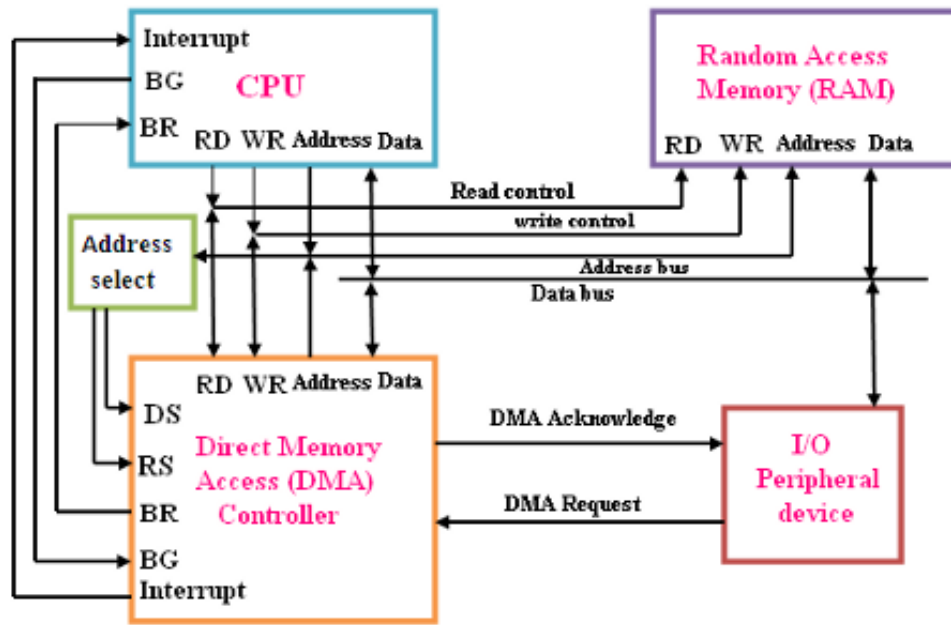 Interrupt
BG
CPU
BR
RD WR Address Data
Random Access
Memory (RAM)
RD WR Address Data
Read control
write control
Address bus
Data bus
Address
select
RD WR Address Data
DS
RS
BR
BG
Interrupt
Direct Memory
Access (DMA)
Controller
DMA Acknowledge
DMA Request
I/O
Peripheral
device